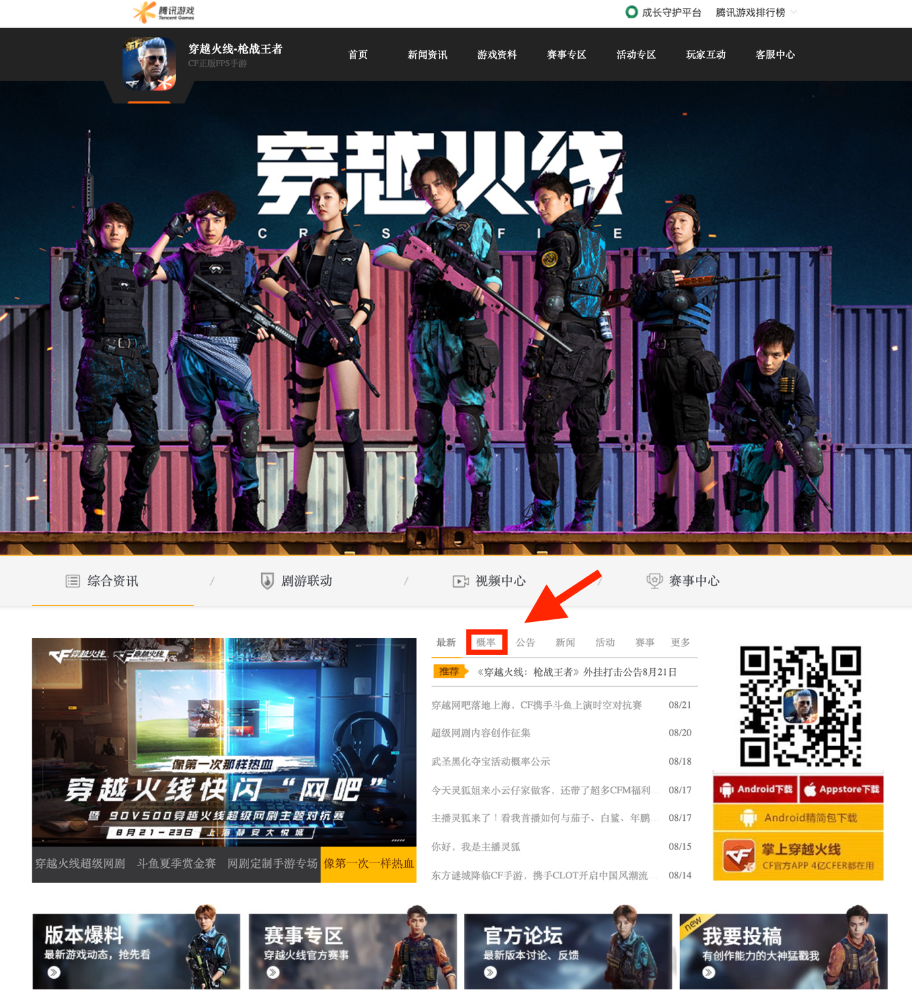 腾讯游戏
Tencent Games
成长守护平台
腾讯游戏排行榜
穿越火线-枪战王者
CF正版FPS手游
首页
新闻资讯
游戏资料
赛事专区
活动专区
玩家互动
客服中心
穿越火线
综合资讯
/
剧游联动
/
视频中心
/
赛事中心
最新
概率
公告
新闻
活动
赛事
更多
推荐
《穿越火线：枪战王者》外挂打击公告8月21日
穿越网吧落地上海，CF携手斗鱼上演时空对抗赛 08/21
超级网剧内容创作征集 08/20
武圣黑化夺宝活动概率公示 08/18
今天灵狐姐来小云仔家做客，还带了超多CFM福利… 08/17
主播灵狐来了！看我首播如何与茄子、白鲨、年鹏… 08/17
你好，我是主播灵狐 08/15
东方谜城降临CF手游，携手CLOT开启中国风潮流… 08/14
穿越火线
穿越火线
像第一次那样热血
穿越火线快闪“网吧”
暨 90V500穿越火线超级网剧主题对抗赛
8月21-23日 上海静安大悦城
穿越火线超级网剧
斗鱼夏季赏金赛
网剧定制手游专场
像第一次一样热血
Android下载
Appstore下载
Android精简包下载
掌上穿越火线
CF官方APP 4亿CFER都在用
版本爆料
最新游戏动态，抢先看
赛事专区
穿越火线官方赛事
官方论坛
最新版本讨论、反馈
new
我要投稿
有创作能力的大神猛戳我